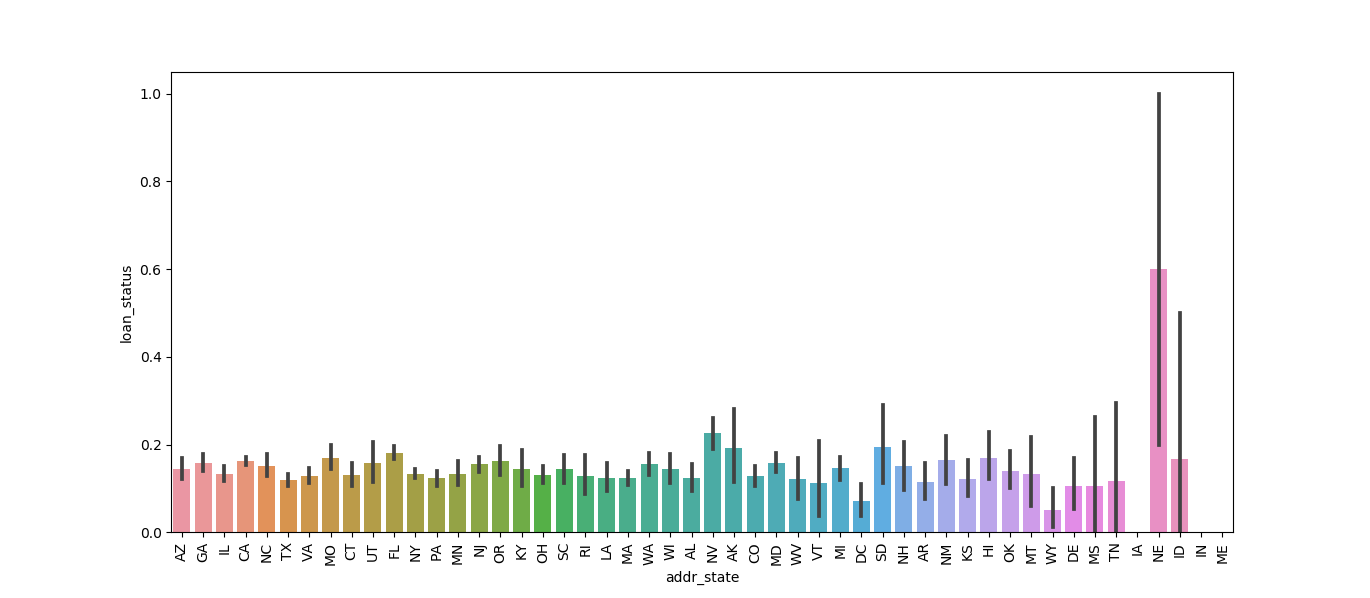 1.0
0.8
0.6
0.4
0.2
0.0
loan_status
AZ
GA
IL
CA
NC
TX
VA
MO
CT
UT
FL
NY
PA
MN
NJ
OR
KY
OH
SC
RI
LA
MA
WA
WI
AL
NV
AK
CO
MD
WV
VT
MI
DC
SD
NH
AR
NM
KS
HI
OK
MT
WY
DE
MS
TN
IA
NE
ID
IN
ME
addr_state